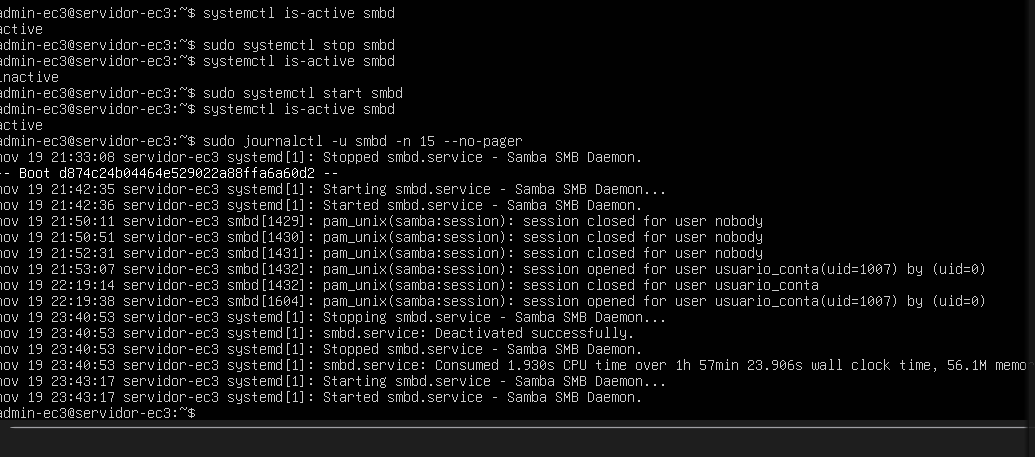 admin-ec3@servidor-ec3:~$ systemctl is-active smbd
active
admin-ec3@servidor-ec3:~$ sudo systemctl stop smbd
admin-ec3@servidor-ec3:~$ systemctl is-active smbd
inactive
admin-ec3@servidor-ec3:~$ sudo systemctl start smbd
admin-ec3@servidor-ec3:~$ systemctl is-active smbd
active
admin-ec3@servidor-ec3:~$ sudo journalctl -u smbd -n 15 --no-pager
nov 19 21:33:08 servidor-ec3 systemd[1]: Stopped smbd.service - Samba SMB Daemon.
-- Boot d874c24b04464e529022a88ffa6a60d2 --
nov 19 21:42:35 servidor-ec3 systemd[1]: Starting smbd.service - Samba SMB Daemon...
nov 19 21:42:36 servidor-ec3 systemd[1]: Started smbd.service - Samba SMB Daemon.
nov 19 21:50:11 servidor-ec3 smbd[1429]: pam_unix(samba:session): session closed for user nobody
nov 19 21:50:51 servidor-ec3 smbd[1430]: pam_unix(samba:session): session closed for user nobody
nov 19 21:52:31 servidor-ec3 smbd[1431]: pam_unix(samba:session): session closed for user nobody
nov 19 21:53:07 servidor-ec3 smbd[1432]: pam_unix(samba:session): session opened for user usuario_conta(uid=1007) by (uid=0)
nov 19 22:19:14 servidor-ec3 smbd[1432]: pam_unix(samba:session): session closed for user usuario_conta
nov 19 22:19:38 servidor-ec3 smbd[1604]: pam_unix(samba:session): session opened for user usuario_conta(uid=1007) by (uid=0)
nov 19 23:40:53 servidor-ec3 systemd[1]: Stopping smbd.service - Samba SMB Daemon...
nov 19 23:40:53 servidor-ec3 systemd[1]: smbd.service: Deactivated successfully.
nov 19 23:40:53 servidor-ec3 systemd[1]: Stopped smbd.service - Samba SMB Daemon.
nov 19 23:40:53 servidor-ec3 systemd[1]: smbd.service: Consumed 1.930s CPU time over 1h 57min 23.906s wall clock time, 56.1M memo
nov 19 23:43:17 servidor-ec3 systemd[1]: Starting smbd.service - Samba SMB Daemon...
nov 19 23:43:17 servidor-ec3 systemd[1]: Started smbd.service - Samba SMB Daemon.
admin-ec3@servidor-ec3:~$